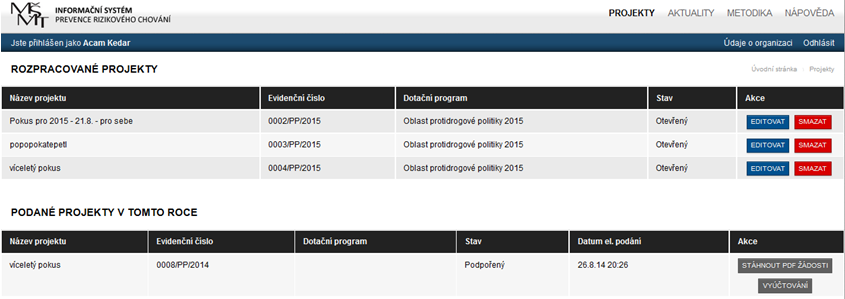 MŠMT INFORMAČNÍ SYSTÉM
PREVENCE RIZIKOVÉHO CHOVÁNÍ
PROJEKTY AKTUALITY METODIKA NÁPOVĚDA
Jste přihlášen jako Acam Kedar Údaje o organizaci Odhlásit
ROZPRACOVANÉ PROJEKTY Úvodní stránka Projekty
Název projektu Evidenční číslo Dotační program Stav Akce
Pokus pro 2015 - 21.8. - pro sebe 0002/PP/2015 Oblast protidrogové politiky 2015 Otevřený EDITOVAT SMAZAT
popopokatepetl 0003/PP/2015 Oblast protidrogové politiky 2015 Otevřený EDITOVAT SMAZAT
víceletý pokus 0004/PP/2015 Oblast protidrogové politiky 2015 Otevřený EDITOVAT SMAZAT
PODANÉ PROJEKTY V TOMTO ROCE
Název projektu Evidenční číslo Dotační program Stav Datum el. podání Akce
víceletý pokus 0008/PP/2014 Podpořený 26.8.14 20:26 STÁHNOUT PDF ŽÁDOSTI
VYÚČTOVÁNÍ